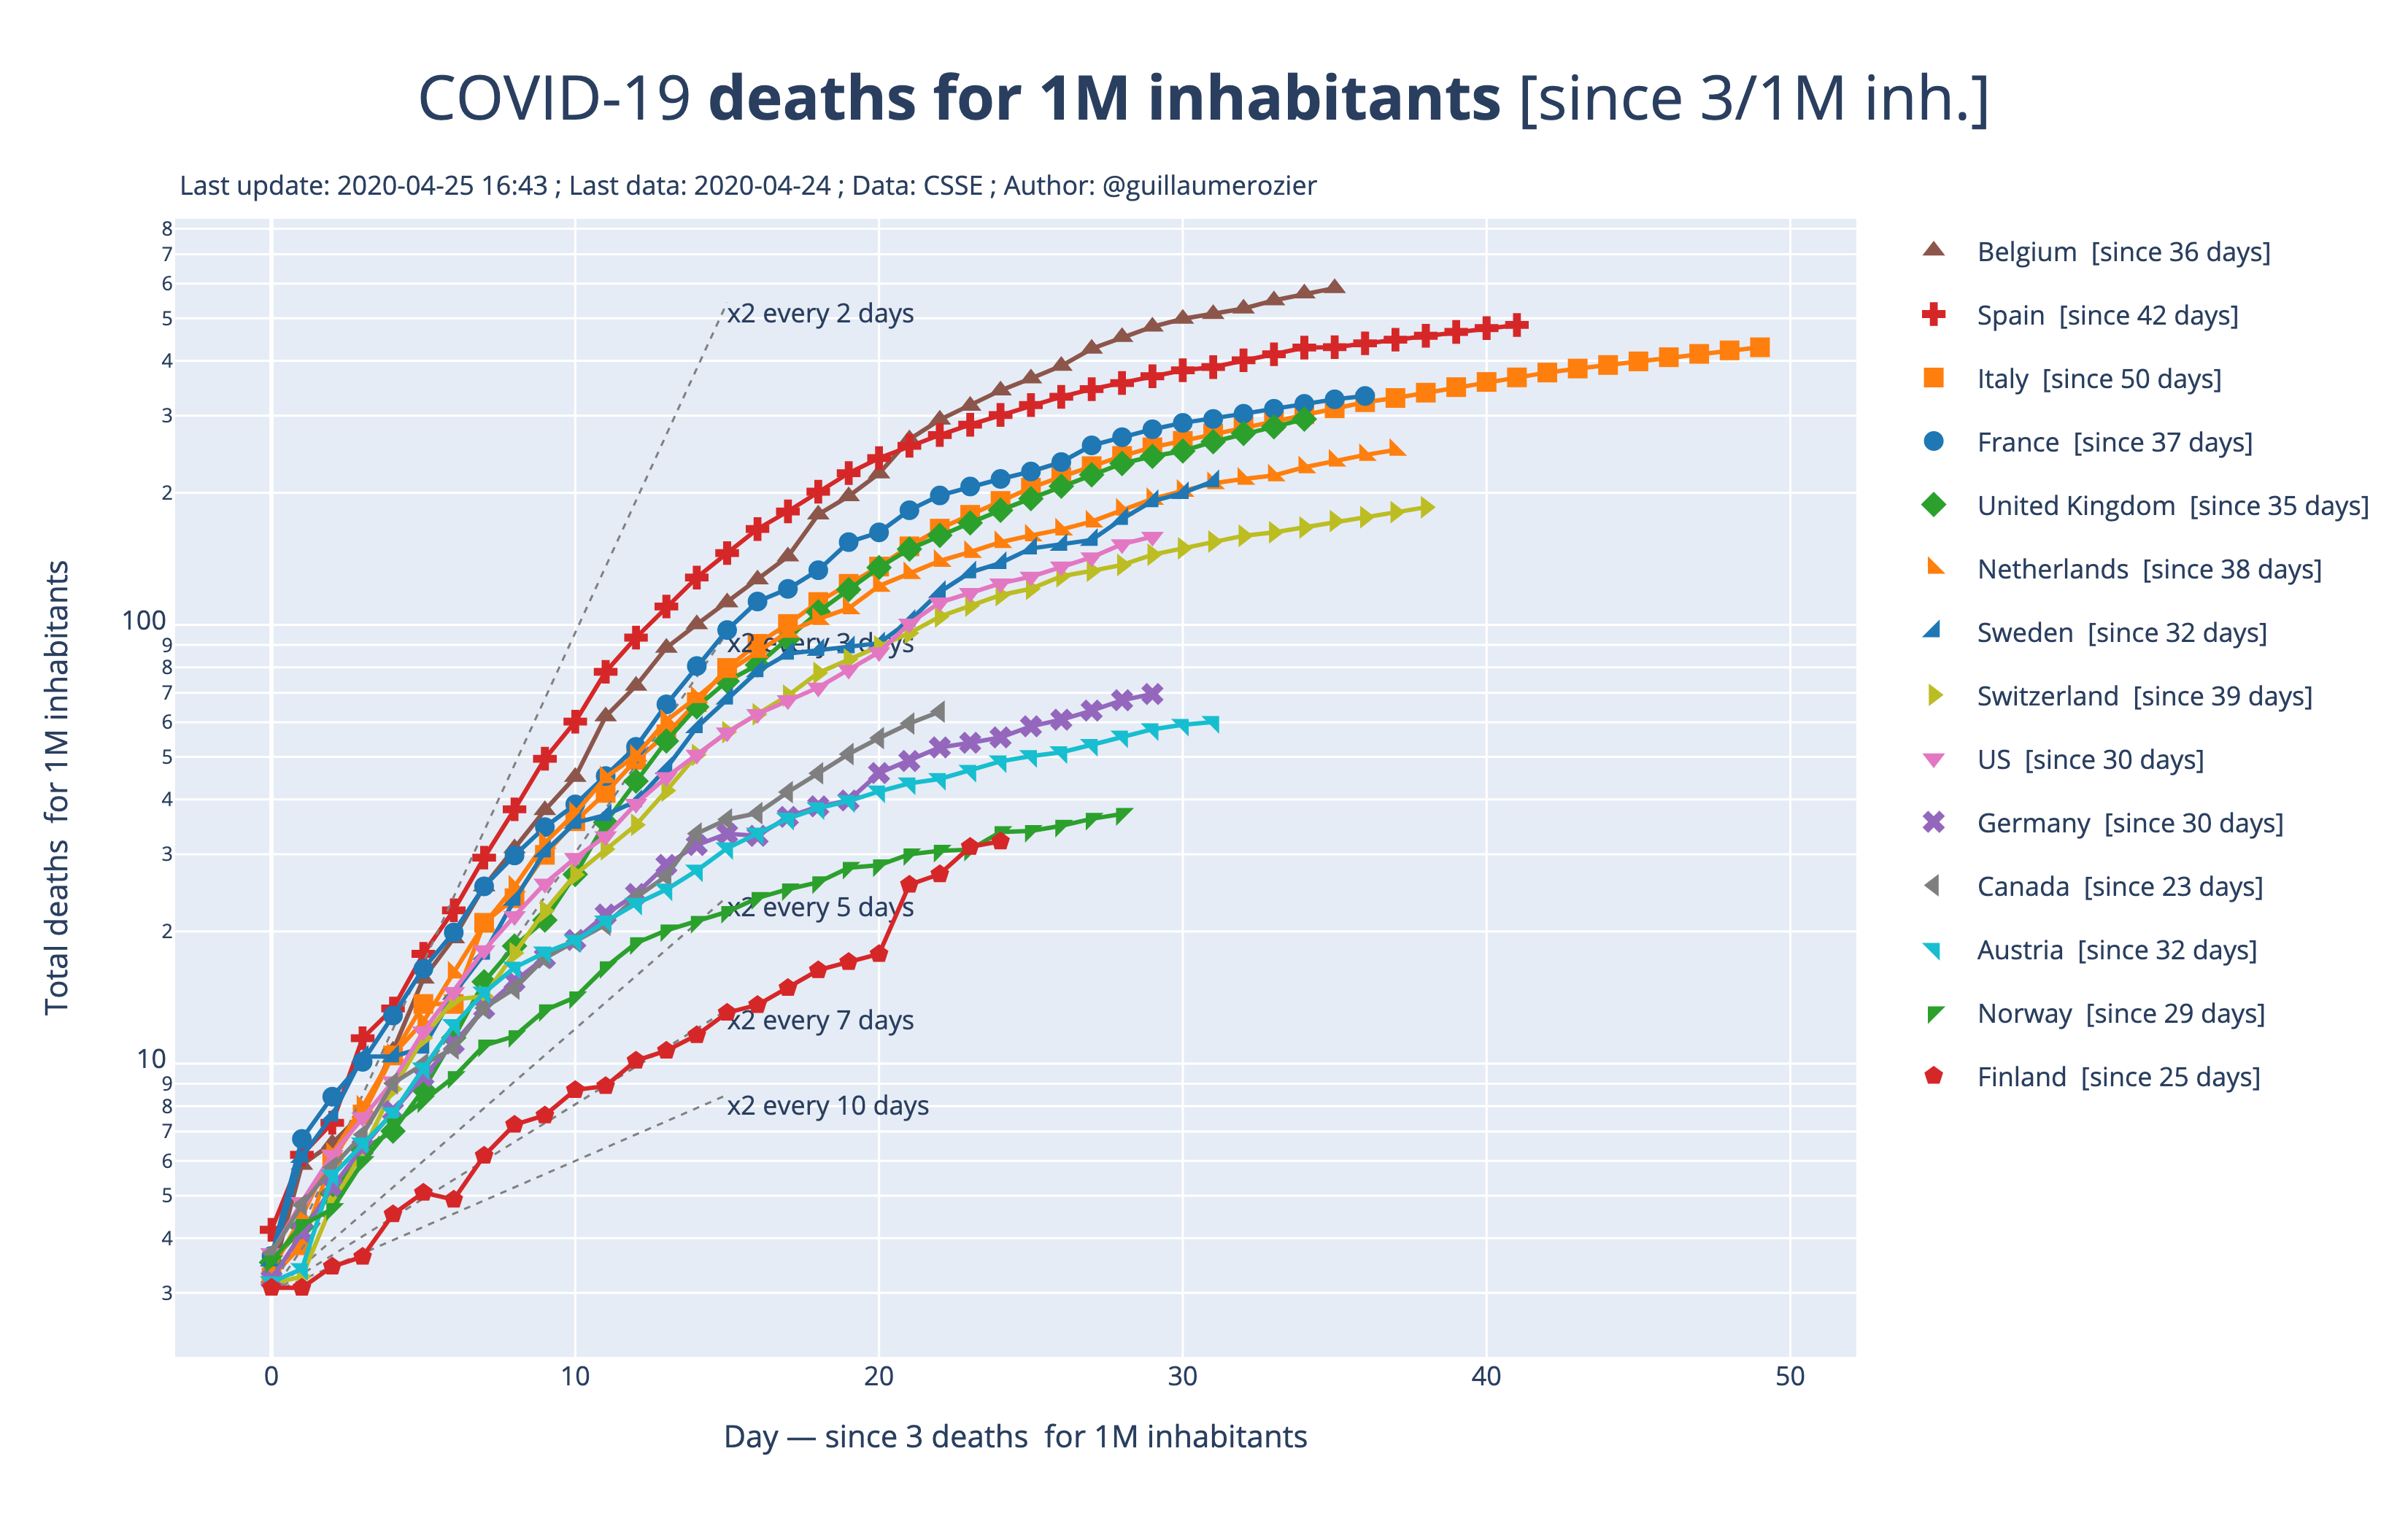 COVID-19 deaths for 1M inhabitants [since 3/1M inh.]
Last update: 2020-04-25 16:43 ; Last data: 2020-04-24 ; Data: CSSE ; Author: @guillaumerozier
Total deaths for 1M inhabitants
8
7
6
5
4
3
2
100
9
8
7
6
5
4
3
2
10
9
8
7
6
5
4
3
x2 every 2 days
x2 every 3 days
x2 every 5 days
x2 every 7 days
x2 every 10 days
0 10 20 30 40 50
Day — since 3 deaths for 1M inhabitants
Belgium [since 36 days]
Spain [since 42 days]
Italy [since 50 days]
France [since 37 days]
United Kingdom [since 35 days]
Netherlands [since 38 days]
Sweden [since 32 days]
Switzerland [since 39 days]
US [since 30 days]
Germany [since 30 days]
Canada [since 23 days]
Austria [since 32 days]
Norway [since 29 days]
Finland [since 25 days]